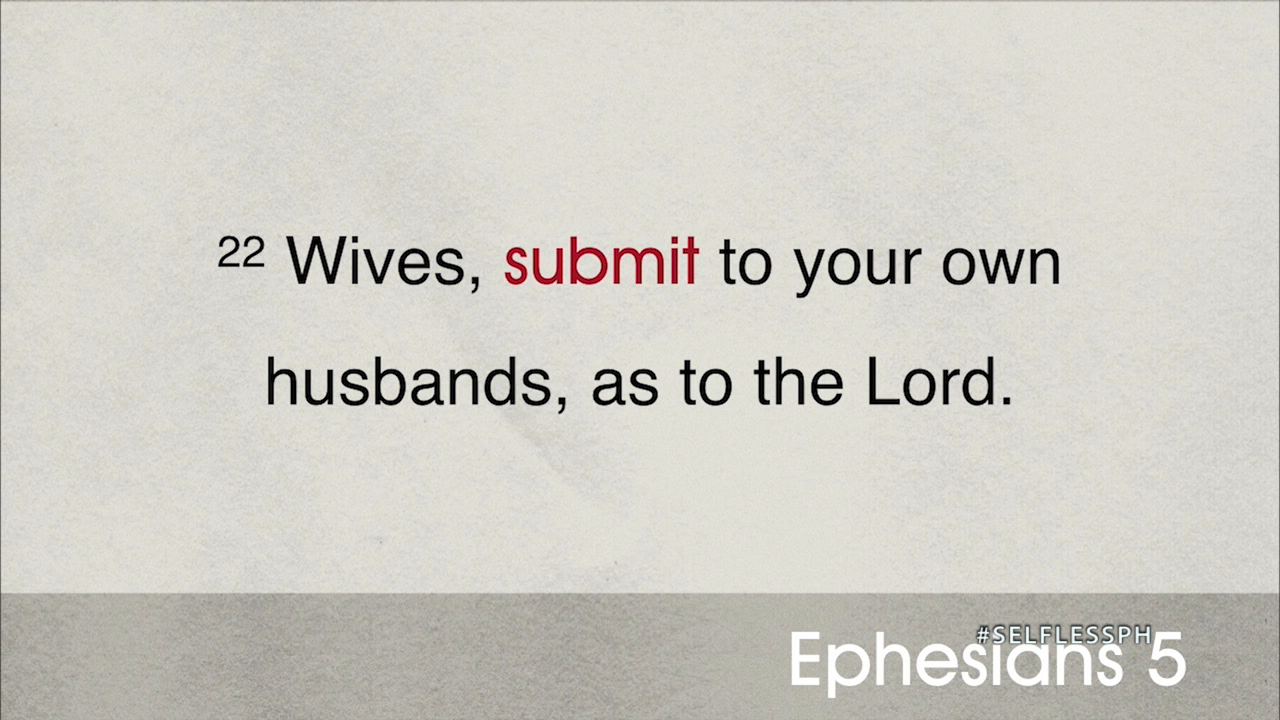 22 Wives, submit to your own
husbands, as to the Lord.
#SELFLESSPH
Ephesians 5